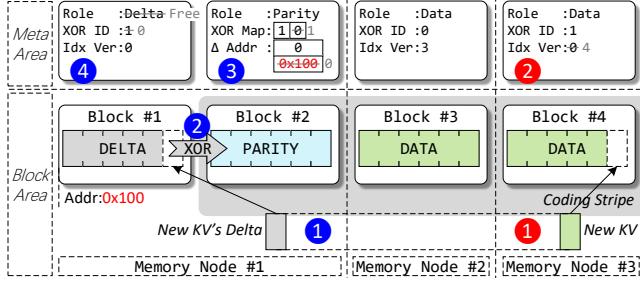 Meta
Area
Role :Delta Free
XOR ID :1 0
Idx Ver:0
4
Role :Parity
XOR Map: 1 0 1
Δ Addr : 0
0x100 0
3
Role :Data
XOR ID :0
Idx Ver:3
Role :Data
XOR ID :1
Idx Ver:0 4
2
Block
Area
Block #1
DELTA
Addr:0x100
2
XOR
Block #2
PARITY
Block #3
DATA
Block #4
DATA
Coding Stripe
New KV's Delta
1
1
New KV
Memory Node #1
Memory Node #2
Memory Node #3